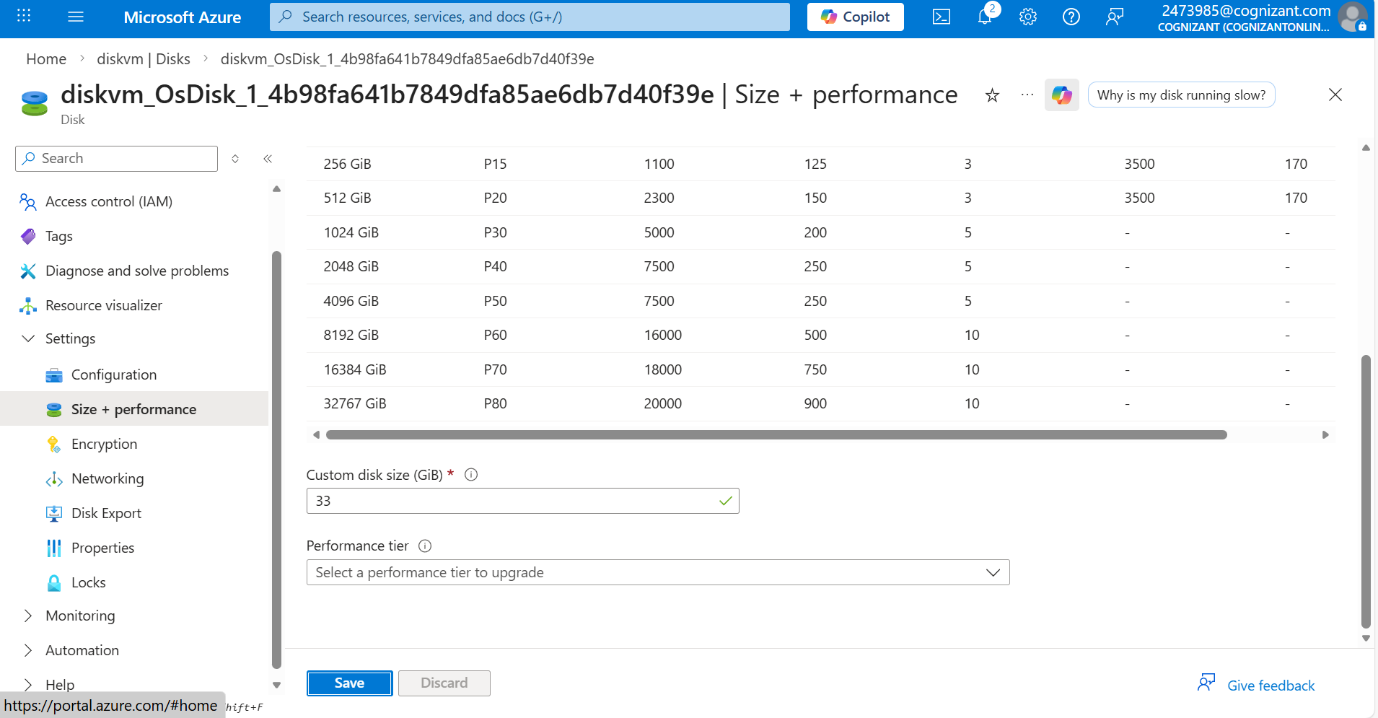 Microsoft Azure
Search resources, services, and docs (G+/)
Copilot
2
2473985@cognizant.com
COGNIZANT (COGNIZANTONLIN...
Home > diskvm | Disks > diskvm_OsDisk_1_4b98fa641b7849dfa85ae6db7d40f39e
diskvm_OsDisk_1_4b98fa641b7849dfa85ae6db7d40f39e | Size + performance
Why is my disk running slow?
Disk
Search
Access control (IAM)
Tags
Diagnose and solve problems
Resource visualizer
Settings
Configuration
Size + performance
Encryption
Networking
Disk Export
Properties
Locks
Monitoring
Automation
Help
https://portal.azure.com/#home
hift+F
256 GiB P15 1100 125 3 3500 170
512 GiB P20 2300 150 3 3500 170
1024 GiB P30 5000 200 5 - -
2048 GiB P40 7500 250 5 - -
4096 GiB P50 7500 250 5 - -
8192 GiB P60 16000 500 10 - -
16384 GiB P70 18000 750 10 - -
32767 GiB P80 20000 900 10 - -
Custom disk size (GiB) *
33
Performance tier
Select a performance tier to upgrade
Save
Discard
Give feedback